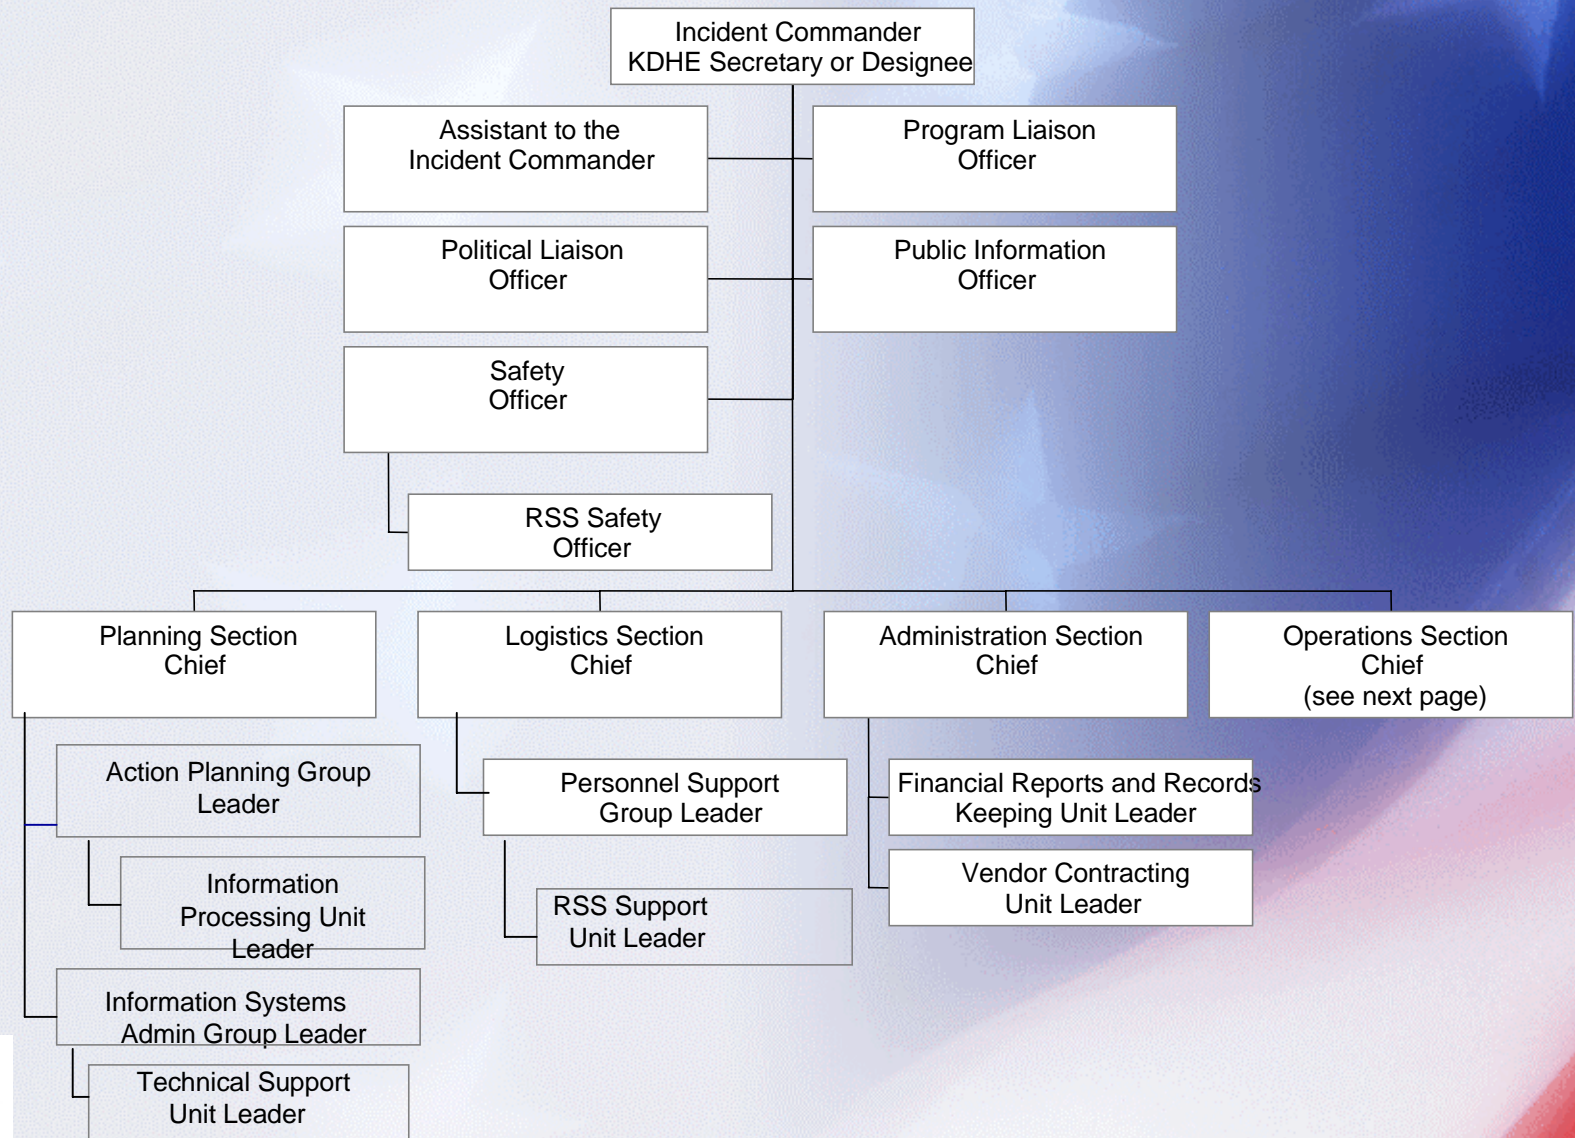 Incident Commander
KDHE Secretary or Designee
Assistant to the
Incident Commander
Program Liaison
Officer
Political Liaison
Officer
Public Information
Officer
Safety
Officer
RSS Safety
Officer
Planning Section
Chief
Logistics Section
Chief
Administration Section
Chief
Operations Section
Chief
(see next page)
Action Planning Group
Leader
Information
Processing Unit
Leader
Information Systems
Admin Group Leader
Technical Support
Unit Leader
Personnel Support
Group Leader
RSS Support
Unit Leader
Financial Reports and Records
Keeping Unit Leader
Vendor Contracting
Unit Leader